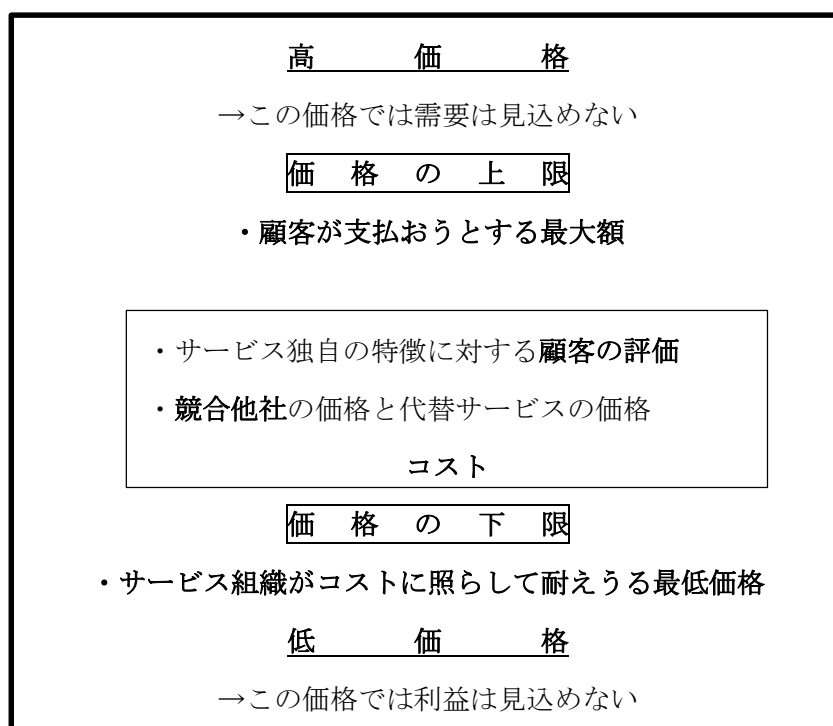 高価格
→この価格では需要は見込めない
価格の上限
・顧客が支払おうとする最大額
・サービス独自の特徴に対する顧客の評価
・競合他社の価格と代替サービスの価格
コスト
価格の下限
・サービス組織がコストに照らして耐えうる最低価格
低価格
→この価格では利益は見込めない